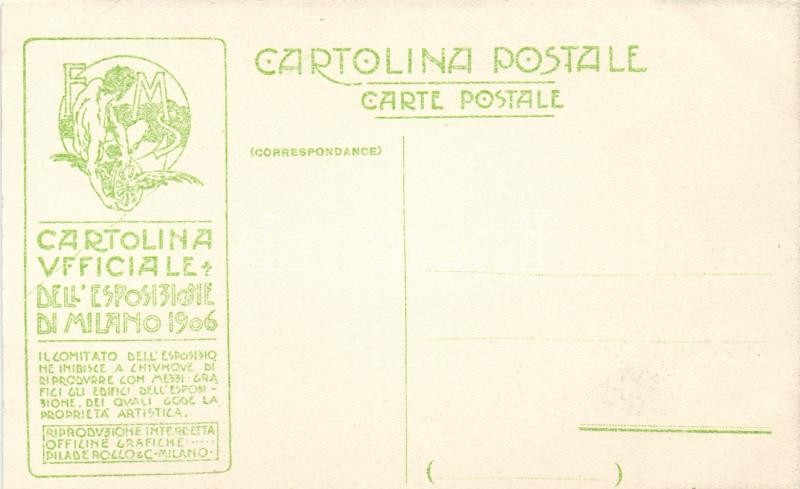 CARTOLINA POSTALE
CARTE POSTALE
(CORRESPONDANCE)
E M S
CARTOLINA
VFFICIALE
DELL'ESPOSIZIONE
DI MILANO 1906
IL COMITATO DELL'ESPOSIZIO
NE INIBISCE A CHIVNQVE DI
RIPRODVRRE CON MEZZI GRA
FICI GLI EDIFICI DELL'ESPOSI-
ZIONE, DEI QVALI GODE LA
PROPRIETÀ ARTISTICA.
RIPRODVZIONE INTERDETTA
OFFICINE GRAFICHE.....
PILADE ROCCO & C-MILANO.
( )